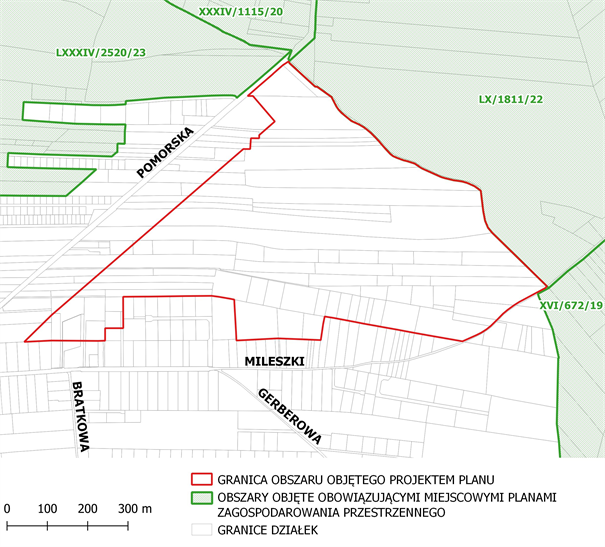 XXXIV/1115/20
LXXXIV/2520/23
LX/1811/22
POMORSKA
XVI/672/19
MILESZKI
BRATKOWA
GERBEROWA
GRANICA OBSZARU OBJĘTEGO PROJEKTEM PLANU
OBSZARY OBJĘTE OBOWIĄZUJĄCYMI MIEJSCOWYMI PLANAMI
ZAGOSPODAROWANIA PRZESTRZENNEGO
GRANICE DZIAŁEK
0 100 200 300 m